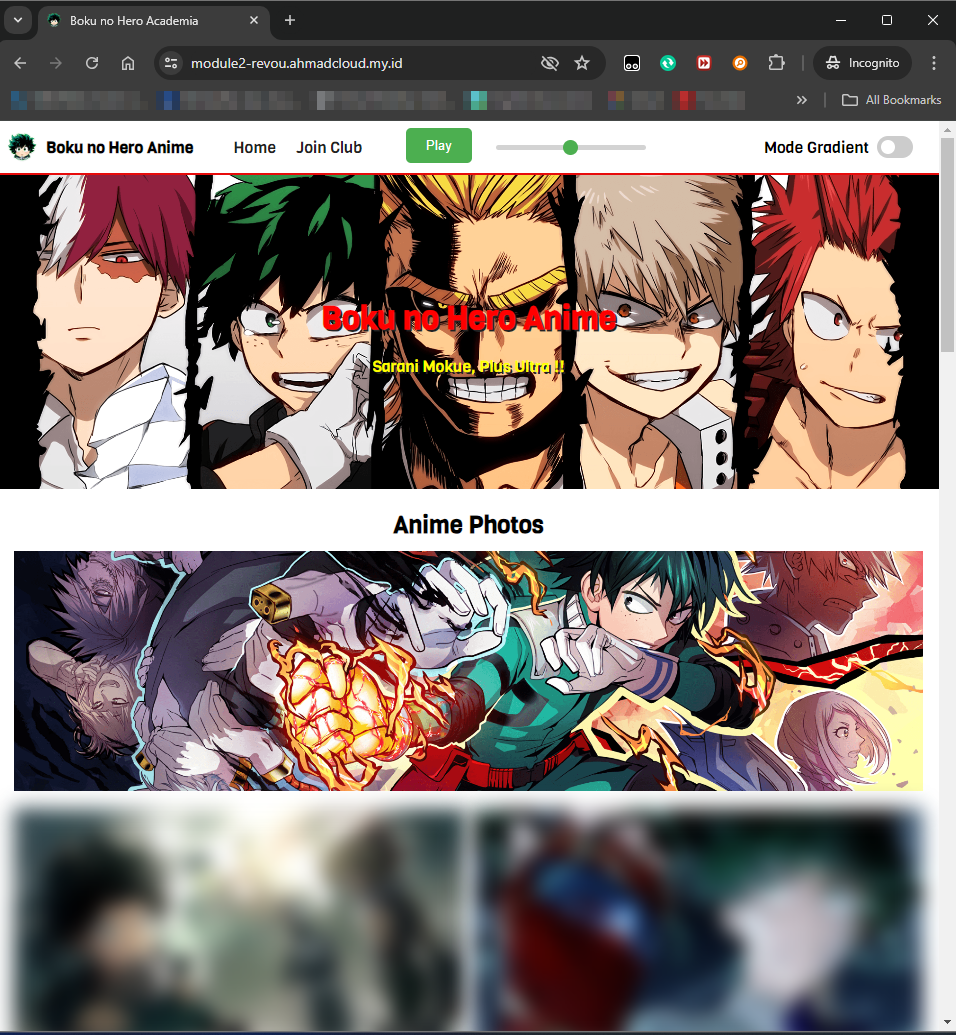 Boku no Hero Academia
module2-revou.ahmadcloud.my.id
Incognito
All Bookmarks
Boku no Hero Anime
Home
Join Club
Play
Mode Gradient
Boku no Hero Anime
Sarani Mokue, Plus Ultra !!
Anime Photos